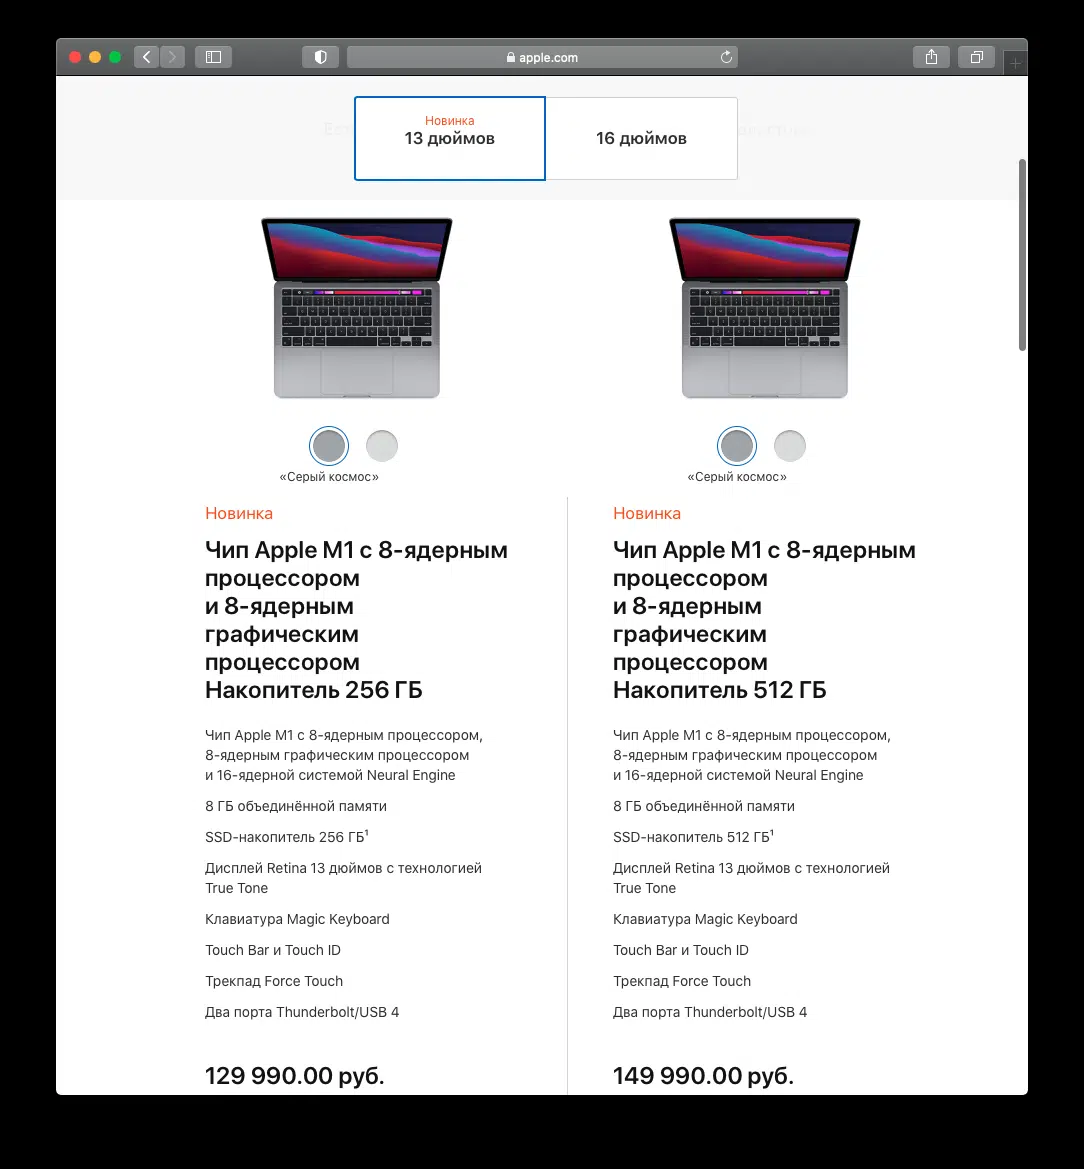 apple.com
Новинка
13 дюймов
16 дюймов
«Серый космос»
Новинка
Чип Apple M1 с 8‑ядерным
процессором
и 8‑ядерным
графическим
процессором
Накопитель 256 ГБ
Чип Apple M1 с 8‑ядерным процессором,
8‑ядерным графическим процессором
и 16‑ядерной системой Neural Engine
8 ГБ объединённой памяти
SSD‑накопитель 256 ГБ¹
Дисплей Retina 13 дюймов с технологией
True Tone
Клавиатура Magic Keyboard
Touch Bar и Touch ID
Трекпад Force Touch
Два порта Thunderbolt/USB 4
129 990.00 руб.
«Серый космос»
Новинка
Чип Apple M1 с 8‑ядерным
процессором
и 8‑ядерным
графическим
процессором
Накопитель 512 ГБ
Чип Apple M1 с 8‑ядерным процессором,
8‑ядерным графическим процессором
и 16‑ядерной системой Neural Engine
8 ГБ объединённой памяти
SSD‑накопитель 512 ГБ¹
Дисплей Retina 13 дюймов с технологией
True Tone
Клавиатура Magic Keyboard
Touch Bar и Touch ID
Трекпад Force Touch
Два порта Thunderbolt/USB 4
149 990.00 руб.